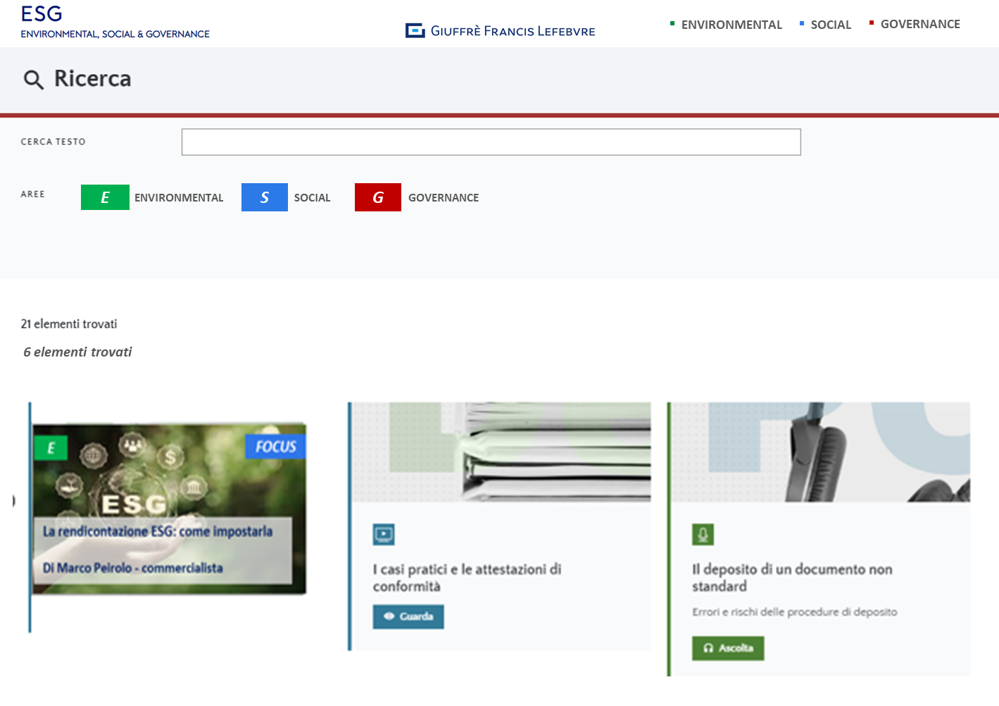 ESG
ENVIRONMENTAL, SOCIAL & GOVERNANCE
GIUFFRÈ FRANCIS LEFEBVRE
ENVIRONMENTAL
SOCIAL
GOVERNANCE
Ricerca
CERCA TESTO
AREE
E ENVIRONMENTAL
S SOCIAL
G GOVERNANCE
21 elementi trovati
6 elementi trovati
E
FOCUS
ESG
La rendicontazione ESG: come impostarla
Di Marco Peirolo - commercialista
I casi pratici e le attestazioni di
conformità
Guarda
Il deposito di un documento non
standard
Errori e rischi delle procedure di deposito
Ascolta